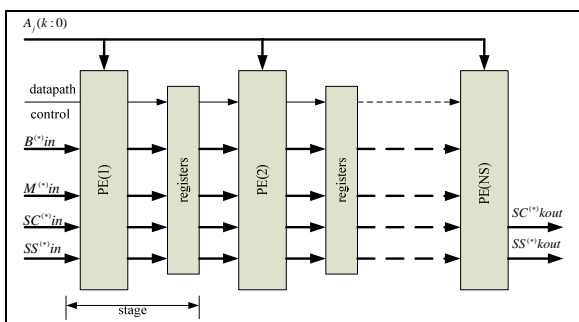 A_j(k:0)
datapath
control
B^(*)in
M^(*)in
SC^(*)in
SS^(*)in
PE(1)
registers
PE(2)
registers
PE(NS)
SC^(*)kout
SS^(*)kout
stage